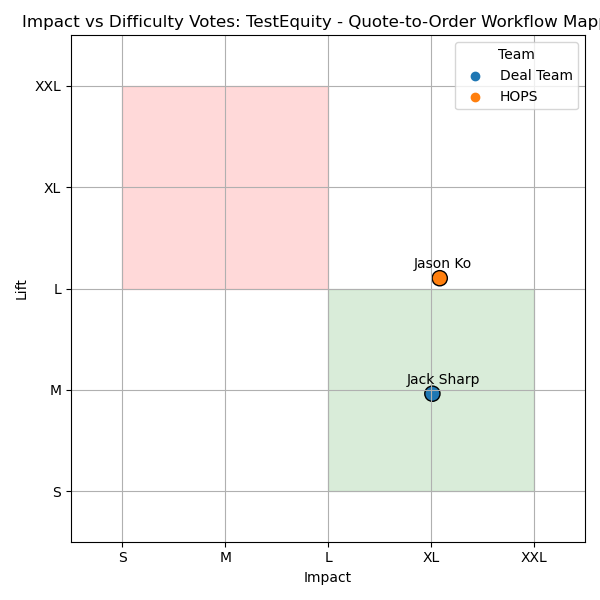 Impact vs Difficulty Votes: TestEquity - Quote-to-Order Workflow Mapp
Team
Deal Team
HOPS
XXL
XL
Jason Ko
L
Jack Sharp
M
S
Lift
S M L XL XXL
Impact